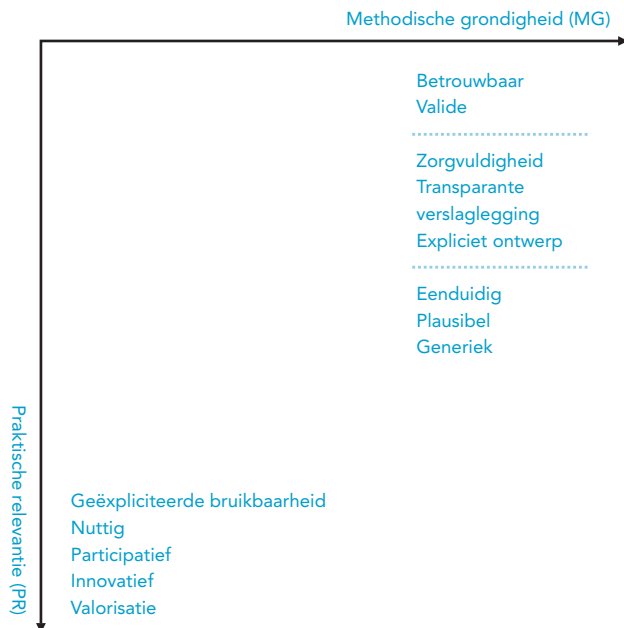 Methodische grondigheid (MG)
Betrouwbaar
Valide
Zorgvuldigheid
Transparante
verslaglegging
Expliciet ontwerp
Eenduidig
Plausibel
Generiek
Praktische relevantie (PR)
Geëxpliciteerde bruikbaarheid
Nuttig
Participatief
Innovatief
Valorisatie